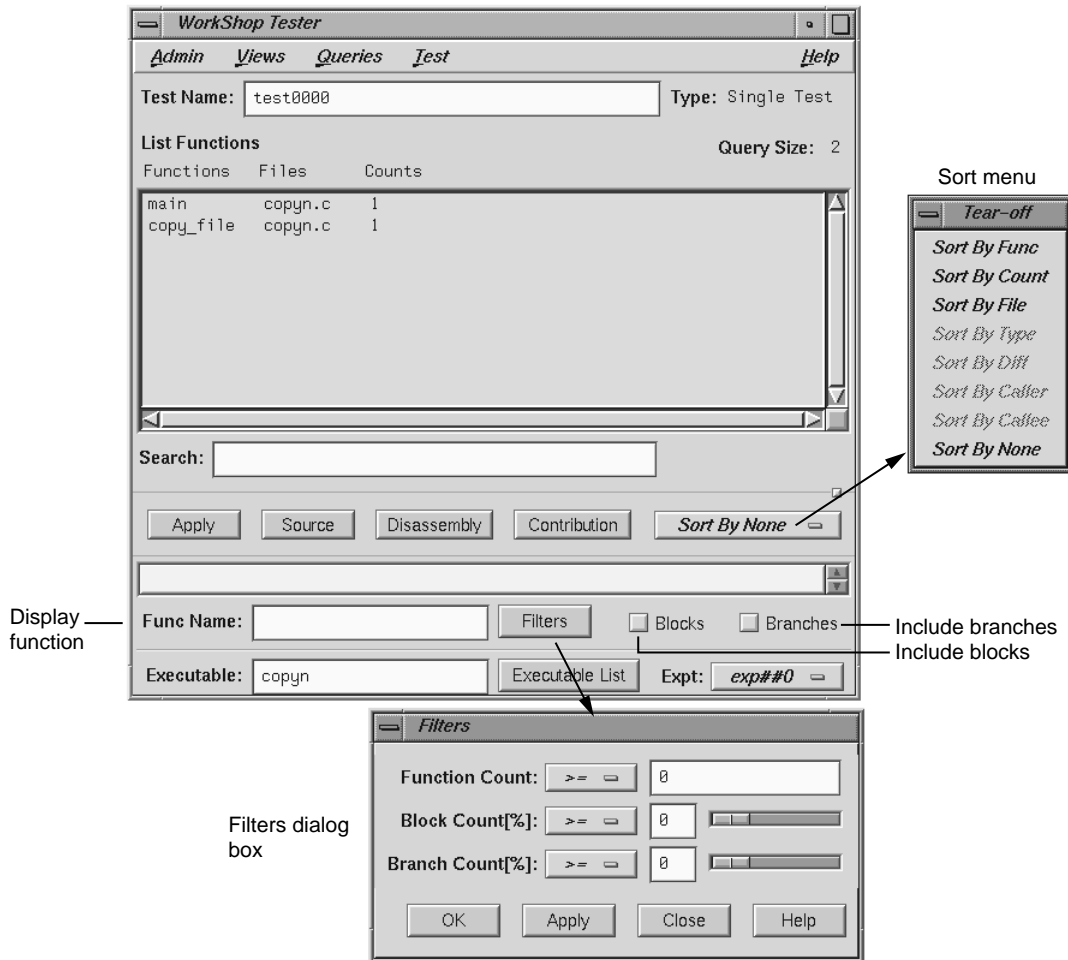 WorkShop Tester
Admin Views Queries Test Help
Test Name: test0000 Type: Single Test
List Functions
Query Size: 2
Functions Files Counts
main copyn.c 1
copy_file copyn.c 1
Search:
Apply Source Disassembly Contribution Sort By None
Func Name: Filters Blocks Branches
Executable: copyn Executable List Expt: exp##0
Sort menu
Tear-off
Sort By Func
Sort By Count
Sort By File
Sort By Type
Sort By Diff
Sort By Caller
Sort By Callee
Sort By None
Display
function
Include branches
Include blocks
Filters dialog
box
Filters
Function Count: >= 0
Block Count[%]: >= 0
Branch Count[%]: >= 0
OK Apply Close Help